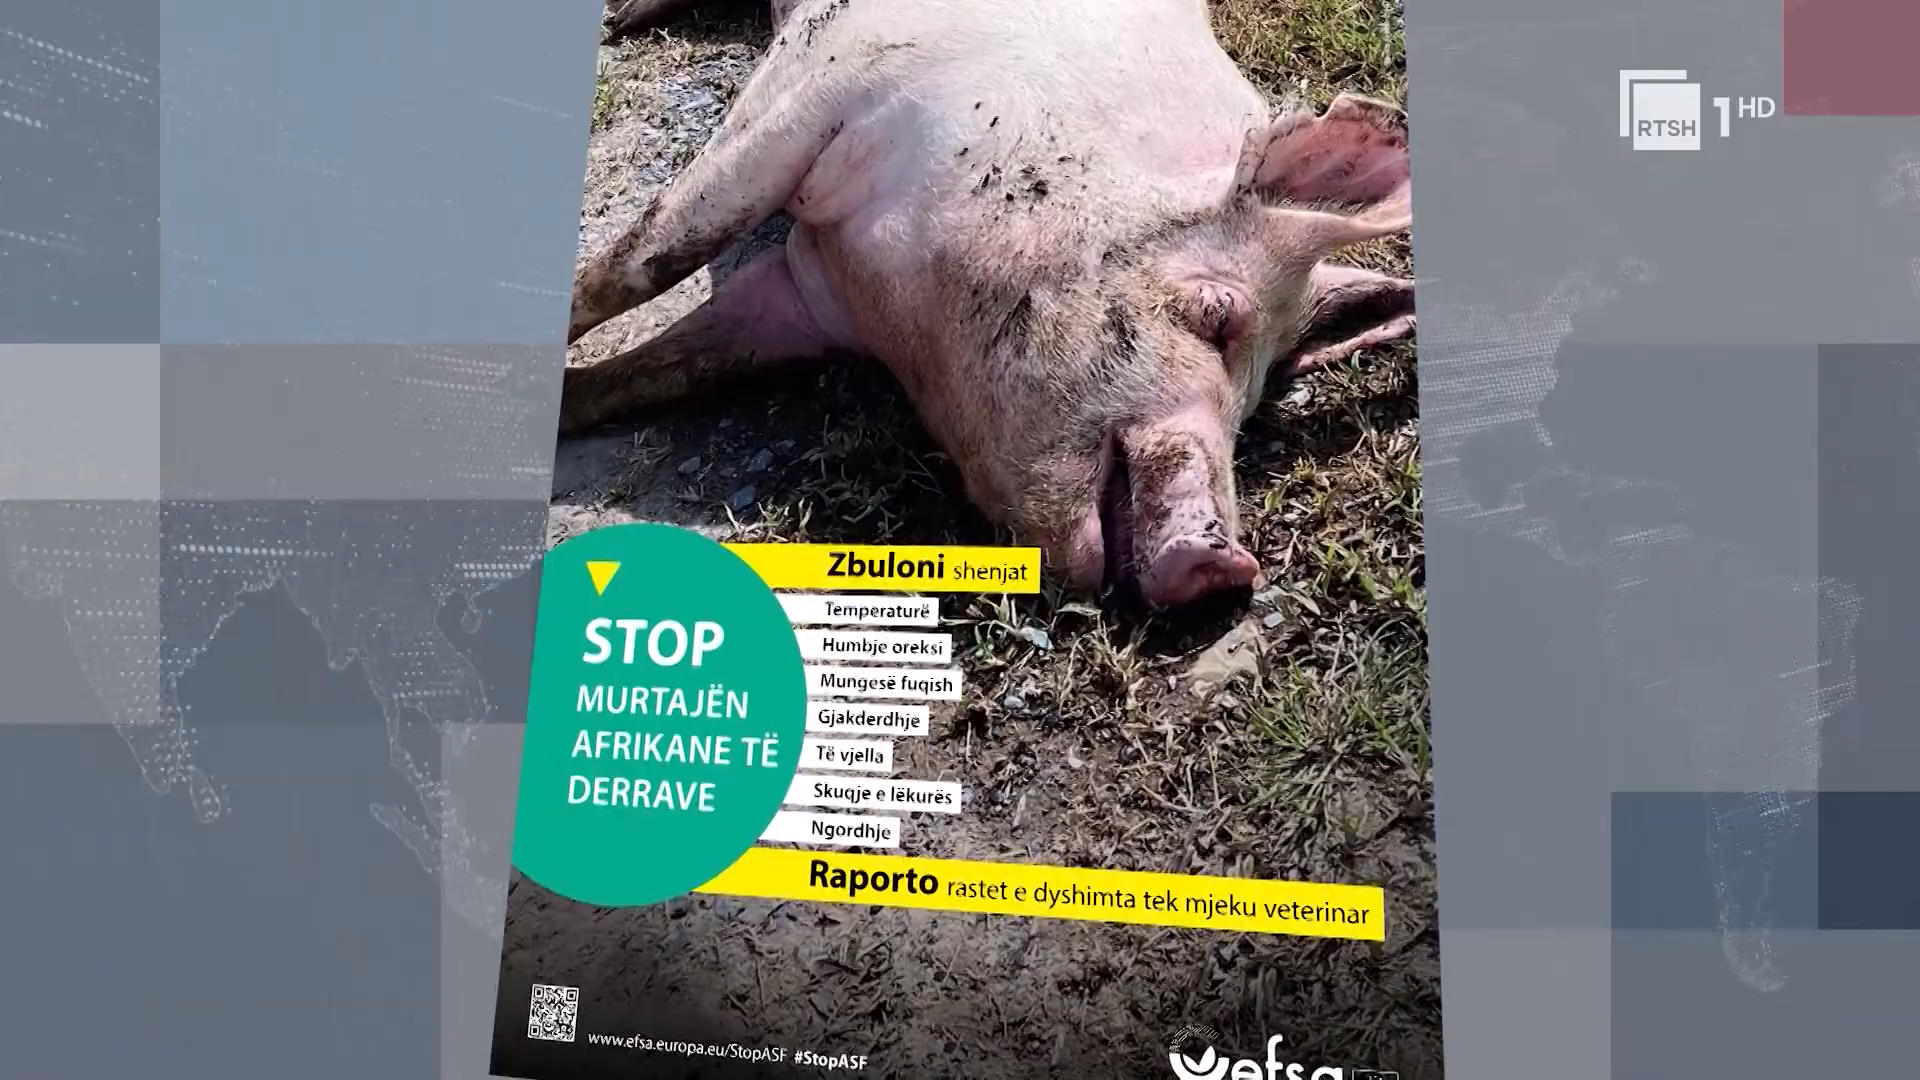 RTSH 1 HD
Zbuloni shenjat
Temperaturë
Humbje oreksi
Mungesë fuqish
Gjakderdhje
Të vjella
Skuqje e lëkurës
Ngordhje
STOP
MURTAJËN
AFRIKANE TË
DERRAVE
Raporto rastet e dyshimta tek mjeku veterinar
www.efsa.europa.eu/StopASF #StopASF
efsa